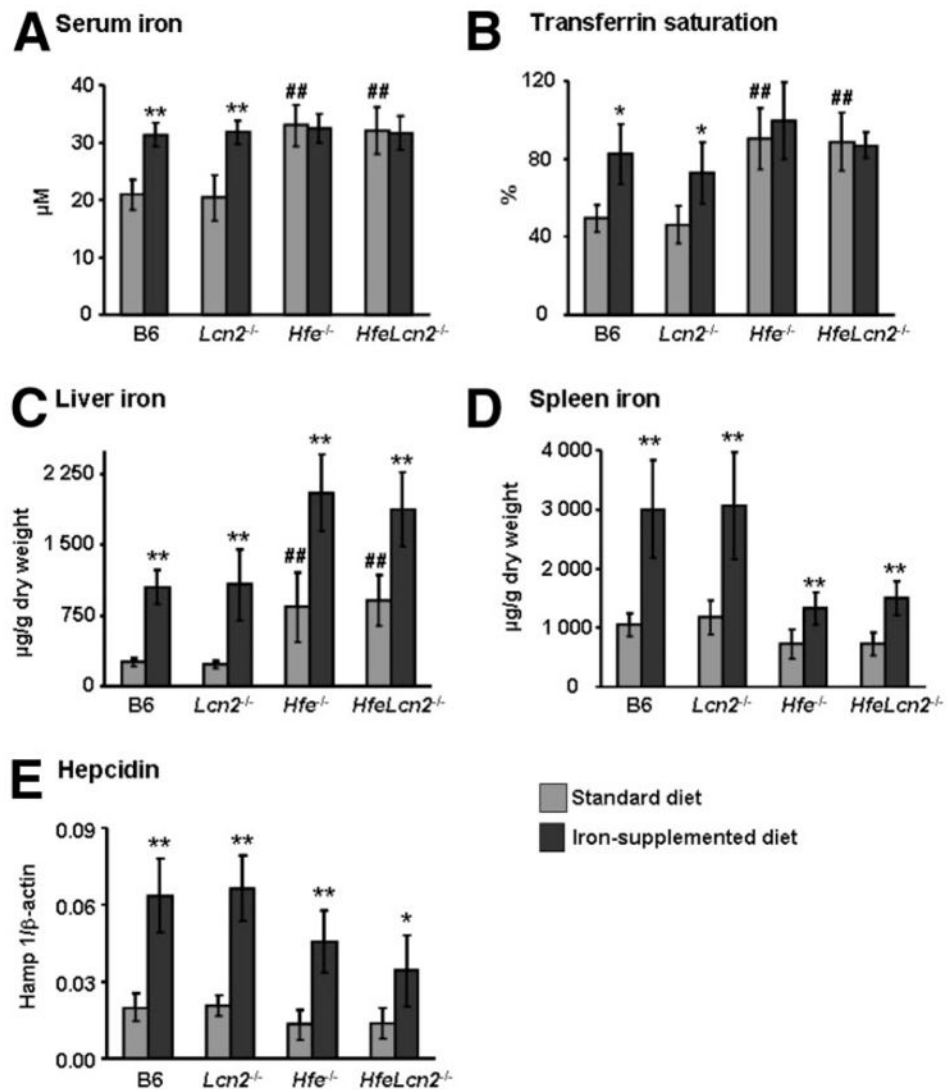 A Serum iron
40
30
20
10
0
µM
** ** ## ##
B6 Lcn2-/- Hfe-/- HfeLcn2-/-
B Transferrin saturation
120
80
40
0
%
* * ## ##
B6 Lcn2-/- Hfe-/- HfeLcn2-/-
C Liver iron
2 250
1 500
750
0
µg/g dry weight
** ** ## ** ## **
B6 Lcn2-/- Hfe-/- HfeLcn2-/-
D Spleen iron
4 000
3 000
2 000
1 000
0
µg/g dry weight
** ** ** **
B6 Lcn2-/- Hfe-/- HfeLcn2-/-
E Hepcidin
0.09
0.06
0.03
0.00
Hamp 1/β-actin
** ** ** *
B6 Lcn2-/- Hfe-/- HfeLcn2-/-
Standard diet
Iron-supplemented diet